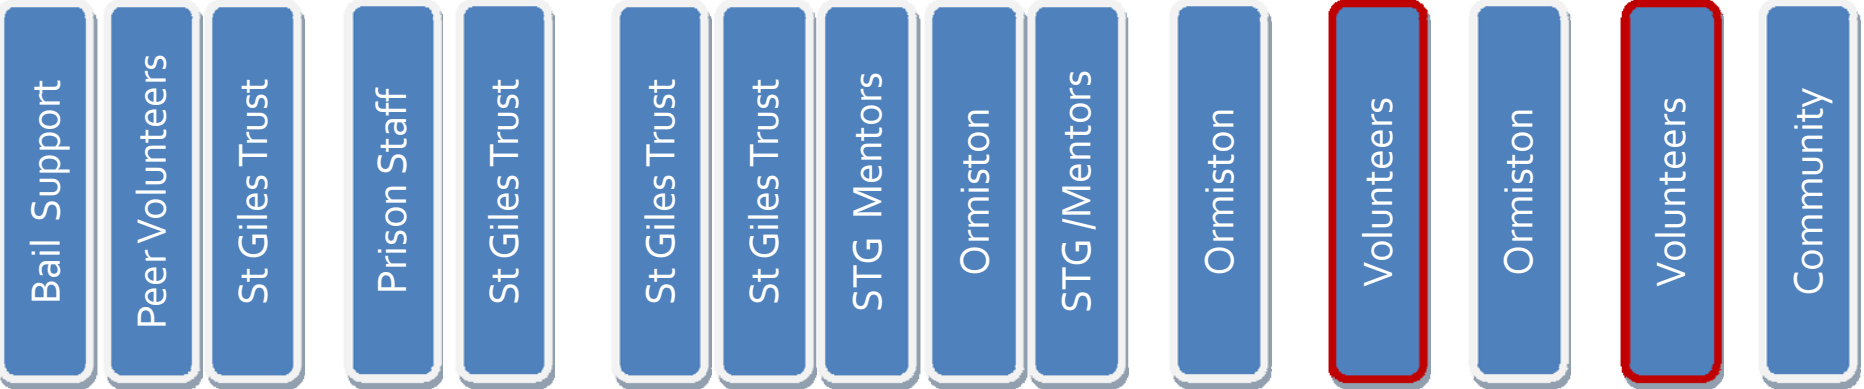 Bail Support
Peer Volunteers
St Giles Trust
Prison Staff
St Giles Trust
St Giles Trust
St Giles Trust
STG Mentors
Ormiston
STG /Mentors
Ormiston
Volunteers
Ormiston
Volunteers
Community